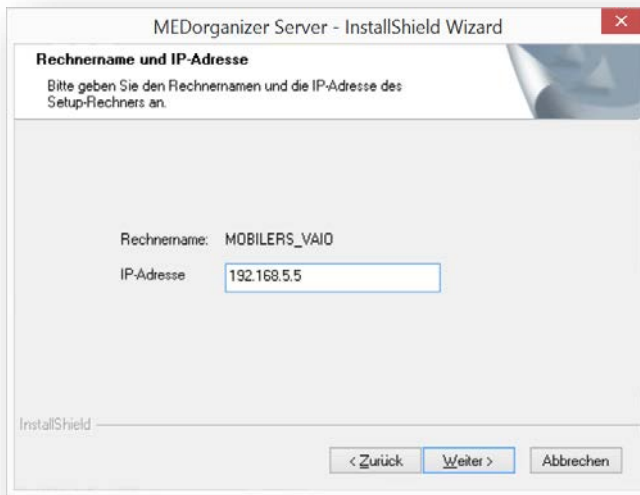 MEDorganizer Server - InstallShield Wizard
Rechnername und IP-Adresse
Bitte geben Sie den Rechnernamen und die IP-Adresse des
Setup-Rechners an.
Rechnername: MOBILERS_VAIO
IP-Adresse 192.168.5.5
InstallShield
< Zurück Weiter > Abbrechen